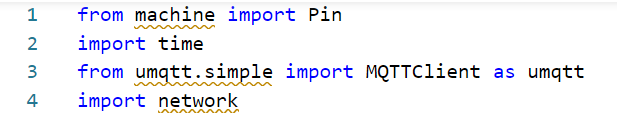 1 from machine import Pin
2 import time
3 from umqtt.simple import MQTTClient as umqtt
4 import network